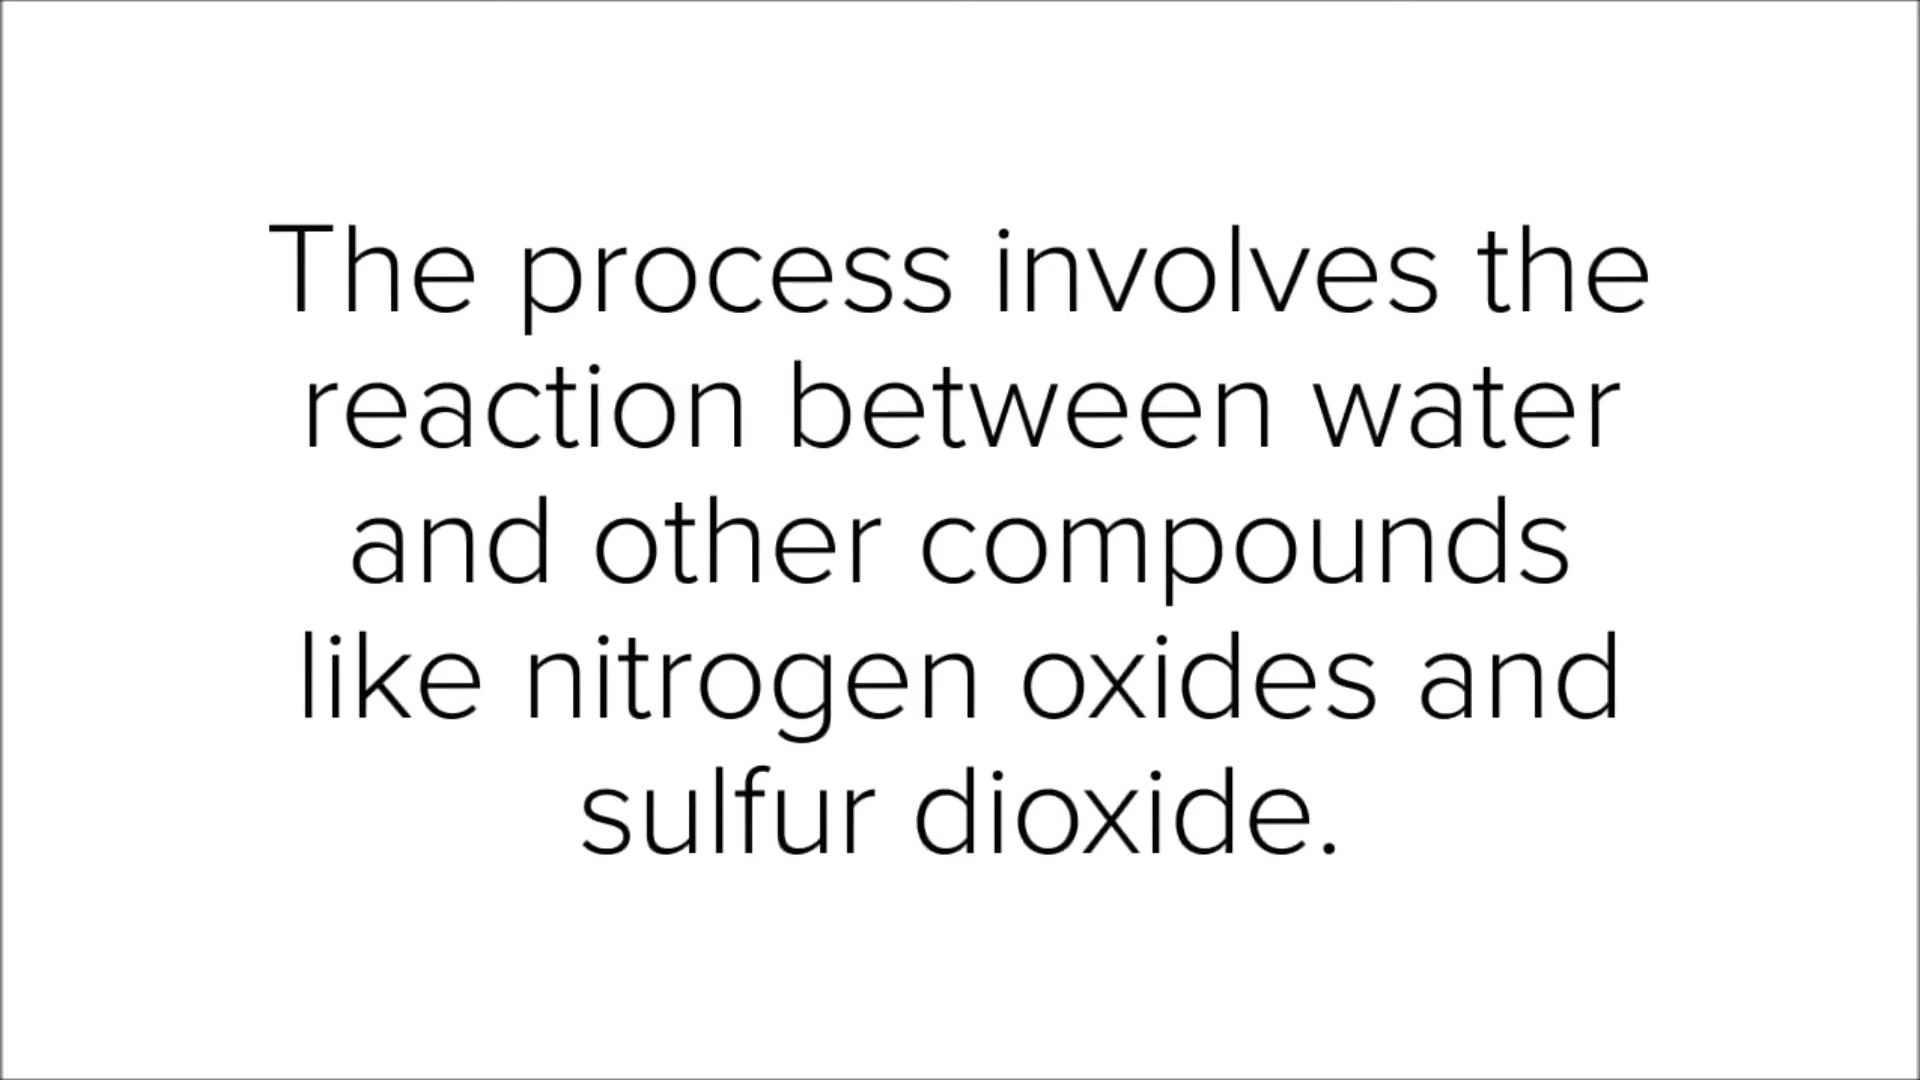 The process involves the
reaction between water
and other compounds
like nitrogen oxides and
sulfur dioxide.